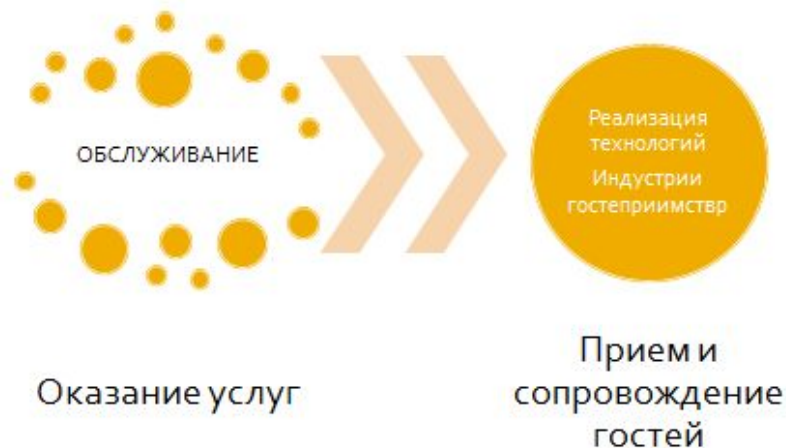 ОБСЛУЖИВАНИЕ
Реализация
технологий
Индустрии
гостеприимствр
Оказание услуг
Прием и
сопровождение
гостей